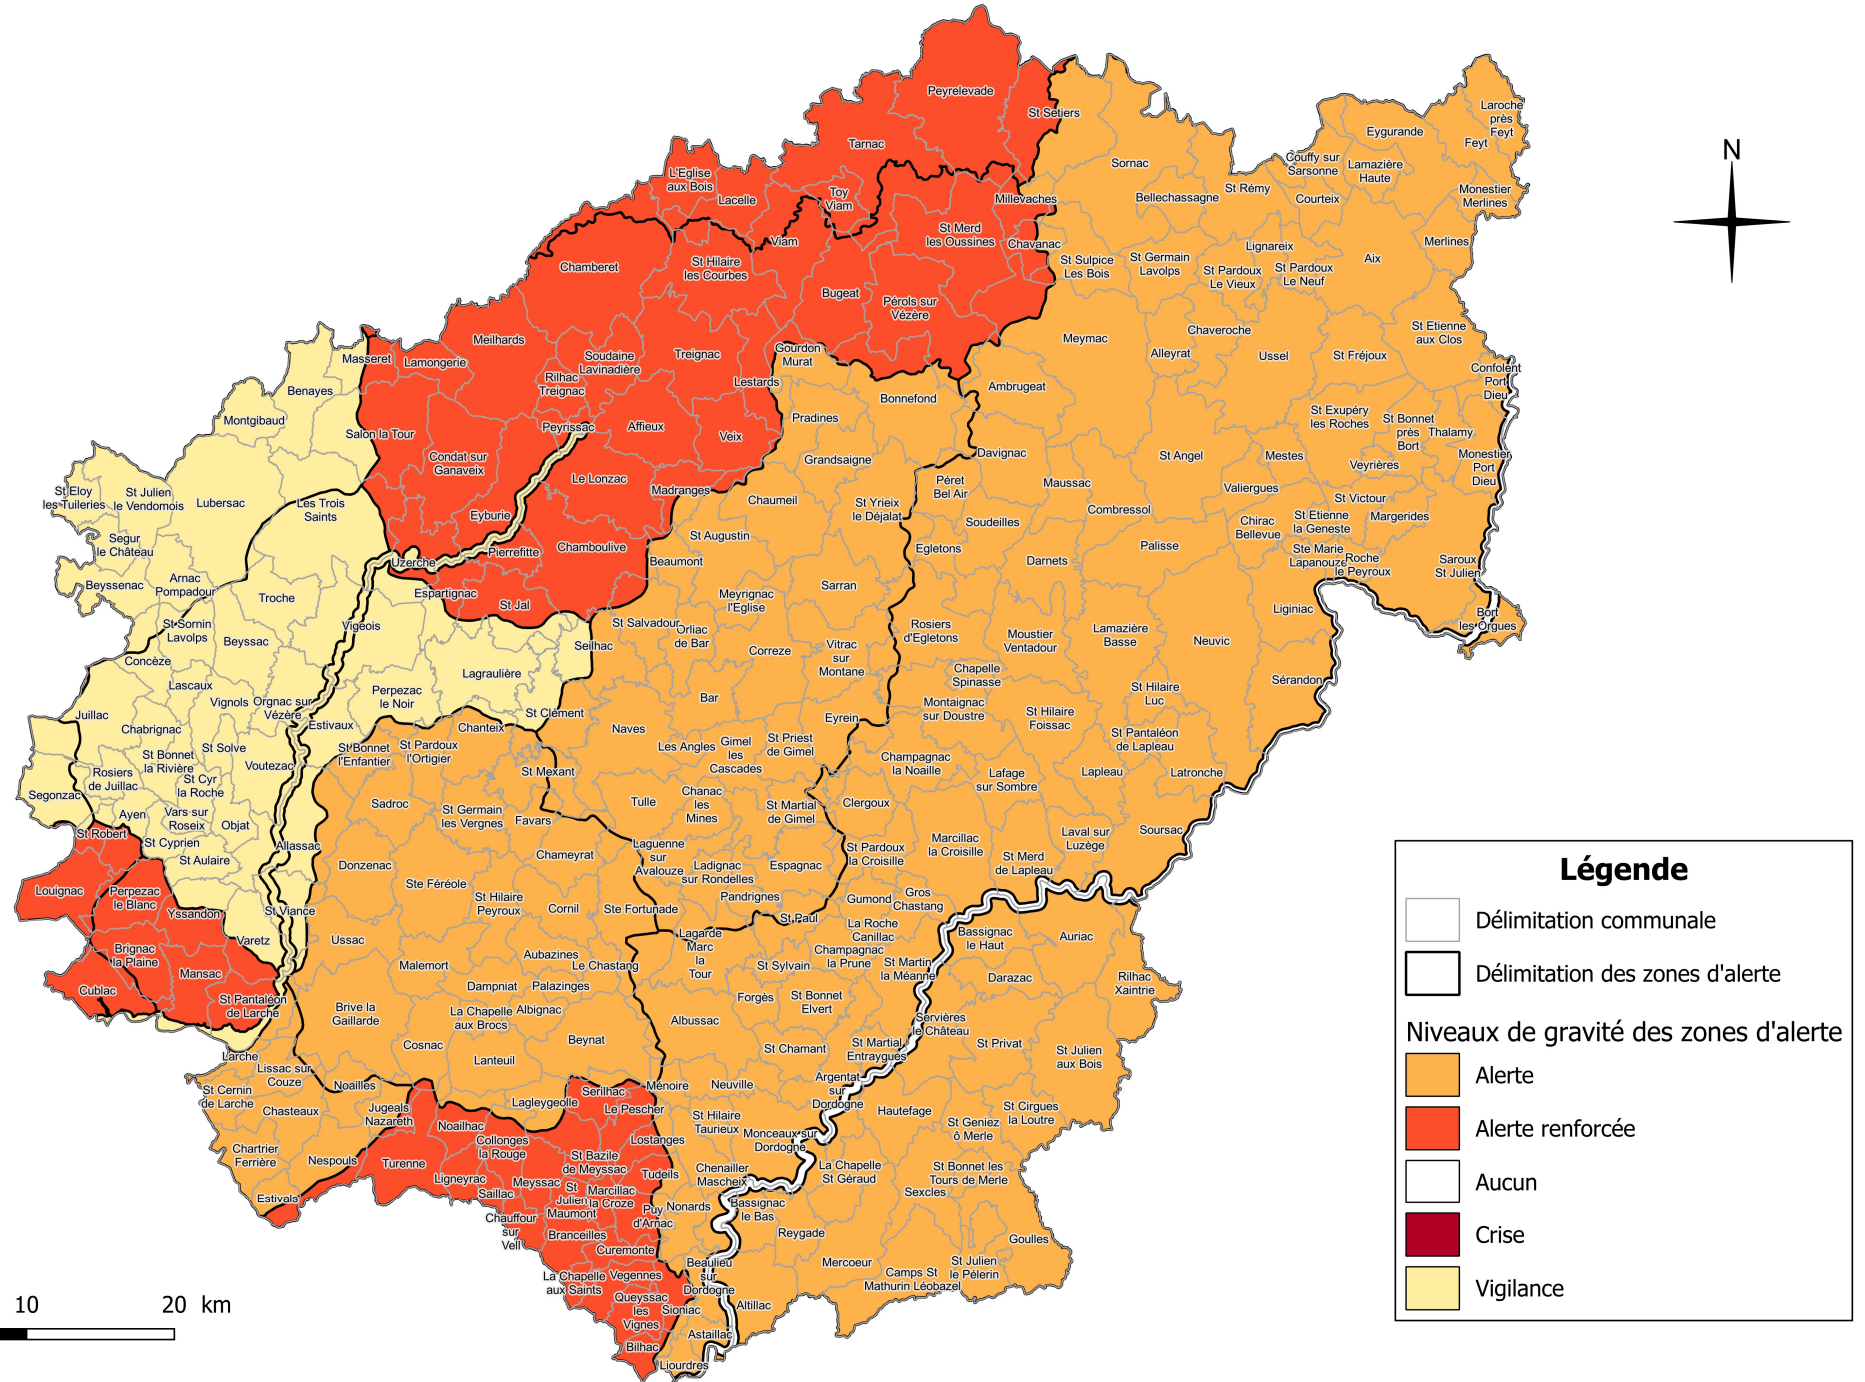 Peyrelevade
St Setiers
Tarnac
L'Eglise
aux Bois
Lacelle
Toy
Viam
Viam
Millevaches
St Merd
les Oussines
Chavanac
Chamberet
St Hilaire
les Courbes
Bugeat
Pérols sur
Vézère
Meilhards
Masseret
Lamongerie
Soudaine
Lavinadière
Treignac
Gourdon
Murat
Rilhac
Treignac
Lestards
Peyrissac
Affieux
Veix
Salon la Tour
Condat sur
Ganaveix
Le Lonzac
Madranges
Eyburie
Pierrefitte
Chamboulive
Uzerche
Espartignac
St Jal
Laroche
près
Feyt
Eygurande
Feyt
Couffy sur
Sarsonne
Lamazière
Haute
Sornac
Bellechassagne
St Rémy
Courteix
Monestier
Merlines
Merlines
Lignareix
Aix
St Sulpice
Les Bois
St Germain
Lavolps
St Pardoux
Le Vieux
St Pardoux
Le Neuf
Meymac
Chaveroche
Alleyrat
Ussel
St Fréjoux
St Etienne
aux Clos
Confolent
Port
Dieu
Ambrugeat
St Exupéry
les Roches
St Bonnet
près
Bort
Thalamy
Davignac
St Angel
Mestes
Veyrières
Monestier
Port
Dieu
Péret
Bel Air
Maussac
Valiergues
St Victour
Combressol
Soudeilles
Chirac
Bellevue
St Etienne
la Geneste
Margerides
Egletons
Darnets
Palisse
Ste Marie
Lapanouze
Roche
le Peyroux
Saroux
St Julien
Bort
les Orgues
Liginiac
Rosiers
d'Egletons
Moustier
Ventadour
Lamazière
Basse
Neuvic
Chapelle
Spinasse
Sérandon
St Hilaire
Luc
Montaignac
sur Doustre
St Hilaire
Foissac
St Pantaléon
de Lapleau
Champagnac
la Noaille
Lafage
sur Sombre
Lapleau
Latronche
Clergoux
Marcillac
la Croisille
Laval sur
Luzège
Soursac
St Pardoux
la Croisille
St Merd
de Lapleau
Gumond
Gros
Chastang
La Roche
Canillac
Champagnac
la Prune
St Martin
la Méanne
Bonnefond
Pradines
Grandsaigne
Chaumeil
St Yrieix
le Déjalat
St Augustin
Beaumont
Sarran
Meyrignac
l'Eglise
St Salvadour
Orliac
de Bar
Correze
Vitrac
sur
Montane
Bar
Eyrein
Naves
Les Angles
Gimel
les
Cascades
St Priest
de Gimel
Tulle
Chanac
les
Mines
St Martial
de Gimel
Laguenne
sur
Avalouze
Ladignac
sur Rondelles
Espagnac
Pandrignes
St Paul
Lagarde
Marc
la
Tour
St Sylvain
Forgès
St Bonnet
Elvert
Albussac
St Chamant
St Martial
Entraygues
Argentat
sur
Dordogne
Ménoire
Neuville
St Hilaire
Taurieux
Monceaux sur
Dordogne
Chenailler
Mascheix
Nonards
Bassignac
le Bas
Reygade
Beaulieu
sur
Dordogne
Altillac
Astaillac
Liourdres
Sioniac
Bassignac
le Haut
Auriac
Darazac
Rilhac
Xaintrie
Servières
le Château
St Privat
St Julien
aux Bois
Hautefage
St Cirgues
la Loutre
St Geniez
ô Merle
La Chapelle
St Géraud
St Bonnet les
Tours de Merle
Sexcles
Goulles
Mercoeur
Camps St
Mathurin Léobazel
St Julien
le Pélerin
Benayes
Montgibaud
St Eloy
les Tuileries
St Julien
le Vendomois
Lubersac
Les Trois
Saints
Segur
le Château
Beyssenac
Arnac
Pompadour
Troche
St Sornin
Lavolps
Beyssac
Vigeois
Concèze
Lascaux
Vignols
Orgnac sur
Vézère
Perpezac
le Noir
Lagraulière
Seilhac
St Clément
Juillac
Chabrignac
Estivaux
Chanteix
St Bonnet
la Rivière
St Solve
Voutezac
St Bonnet
l'Enfantier
St Pardoux
l'Ortigier
St Mexant
Rosiers
de Juillac
St Cyr
la Roche
Segonzac
Ayen
Vars sur
Roseix
Objat
Sadroc
St Germain
les Vergnes
Favars
St Robert
St Cyprien
St Aulaire
Allassac
Donzenac
Chameyrat
Louignac
Perpezac
le Blanc
Yssandon
St Viance
Ste Féréole
St Hilaire
Peyroux
Cornil
Ste Fortunade
Brignac
la Plaine
Varetz
Ussac
Mansac
Malemort
Aubazines
Le Chastang
Cublac
St Pantaléon
de Larche
Dampniat
Palazinges
Brive la
Gaillarde
La Chapelle
aux Brocs
Albignac
Cosnac
Lanteuil
Beynat
Larche
Lissac sur
Couze
Noailles
St Cernin
de Larche
Chasteaux
Jugeals
Nazareth
Lagleygeolle
Serilhac
Le Pescher
Noailhac
Collonges
la Rouge
Lostanges
Chartrier
Ferrière
Nespouls
Turenne
St Bazile
de Meyssac
Ligneyrac
Meyssac
Tudeils
Saillac
St
Julien
Maumont
Marcillac
la Croze
Estivals
Chauffour
sur
Vell
Branceilles
Puy
d'Arnac
Curemonte
La Chapelle
aux Saints
Vegennes
Queyssac
les
Vignes
Bilhac
N
10 20 km
Légende
Délimitation communale
Délimitation des zones d'alerte
Niveaux de gravité des zones d'alerte
Alerte
Alerte renforcée
Aucun
Crise
Vigilance